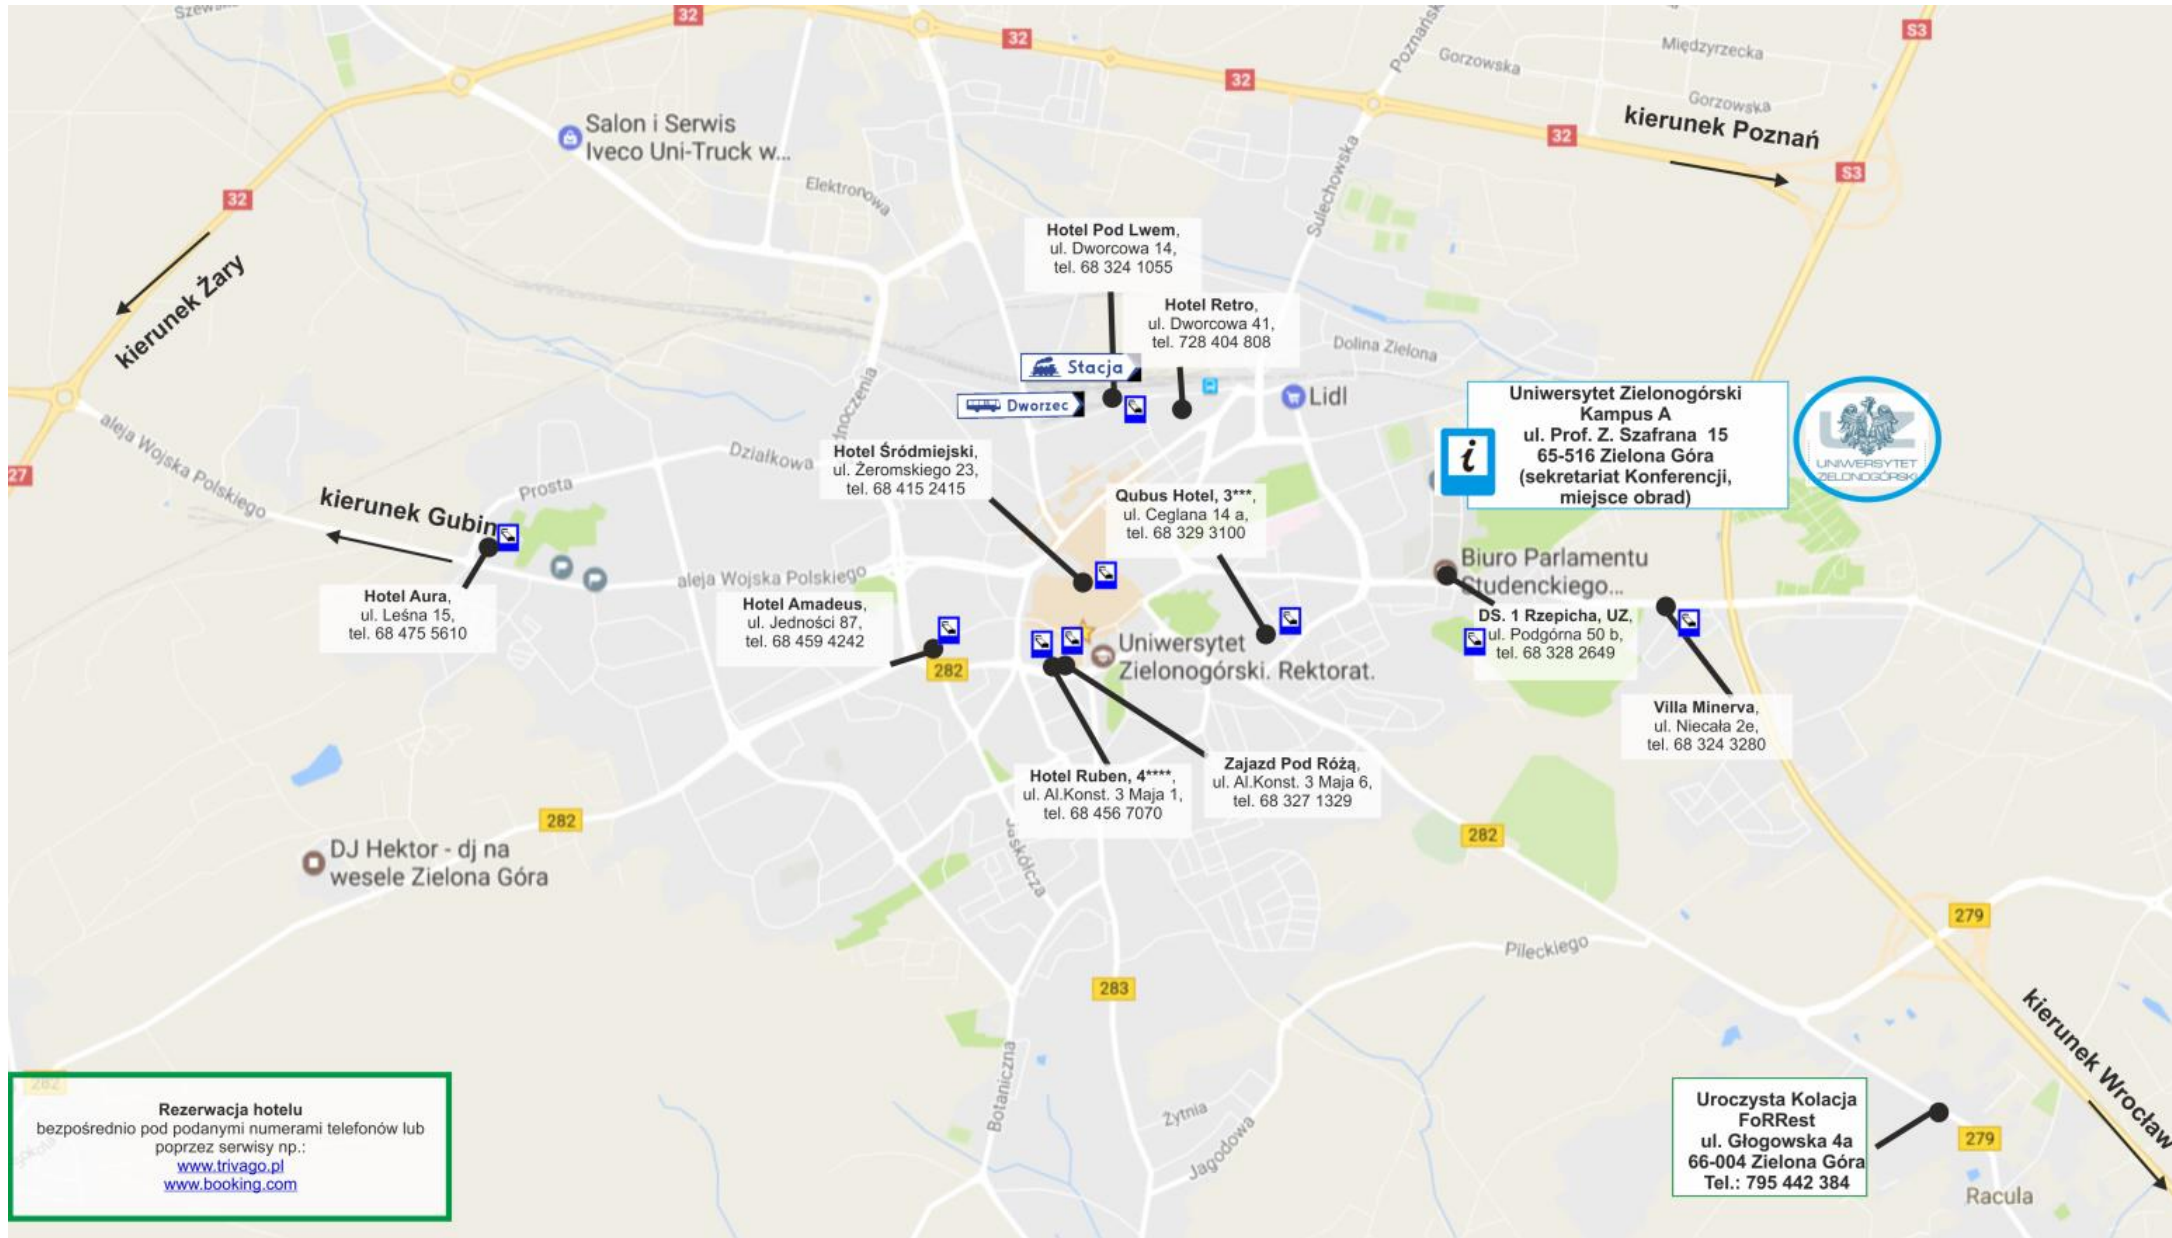 32
32
S3
Poznańsk
Międzyrzecka
Gorzowska
32
Gorzowska
kierunek Poznań
32
S3
Salon i Serwis
Iveco Uni-Truck w...
Elektronowa
Sulechowska
32
kierunek Żary
Hotel Pod Lwem,
ul. Dworcowa 14,
tel. 68 324 1055
Hotel Retro,
ul. Dworcowa 41,
tel. 728 404 808
Dolina Zielona
Stacja
Dworzec
Lidl
Uniwersytet Zielonogórski
Kampus A
ul. Prof. Z. Szafrana 15
65-516 Zielona Góra
(sekretariat Konferencji,
miejsce obrad)
i
UZ
UNIWERSYTET
ZIELONOGÓRSKI
aleja Wojska Polskiego
27
Działkowa
noczenia
Hotel Śródmiejski,
ul. Żeromskiego 23,
tel. 68 415 2415
Prosta
kierunek Gubin
Qubus Hotel, 3***,
ul. Ceglana 14 a,
tel. 68 329 3100
Biuro Parlamentu
Studenckiego...
aleja Wojska Polskiego
Hotel Aura,
ul. Leśna 15,
tel. 68 475 5610
Hotel Amadeus,
ul. Jedności 87,
tel. 68 459 4242
282
DS. 1 Rzepicha, UZ,
ul. Podgórna 50 b,
tel. 68 328 2649
Uniwersytet
Zielonogórski. Rektorat.
Villa Minerva,
ul. Niecała 2e,
tel. 68 324 3280
Hotel Ruben, 4****,
ul. Al.Konst. 3 Maja 1,
tel. 68 456 7070
Zajazd Pod Różą,
ul. Al.Konst. 3 Maja 6,
tel. 68 327 1329
282
282
DJ Hektor - dj na
wesele Zielona Góra
Jaskółcza
279
Pileckiego
283
kierunek Wrocław
Botaniczna
282
Żytnia
Jagodowa
Rezerwacja hotelu
bezpośrednio pod podanymi numerami telefonów lub
poprzez serwisy np.:
www.trivago.pl
www.booking.com
Uroczysta Kolacja
FoRRest
ul. Głogowska 4a
66-004 Zielona Góra
Tel.: 795 442 384
279
Racula